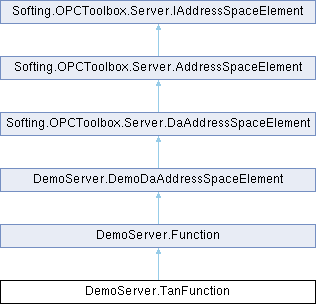 Softing.OPCToolbox.Server.IAddressSpaceElement
Softing.OPCToolbox.Server.AddressSpaceElement
Softing.OPCToolbox.Server.DaAddressSpaceElement
DemoServer.DemoDaAddressSpaceElement
DemoServer.Function
DemoServer.TanFunction